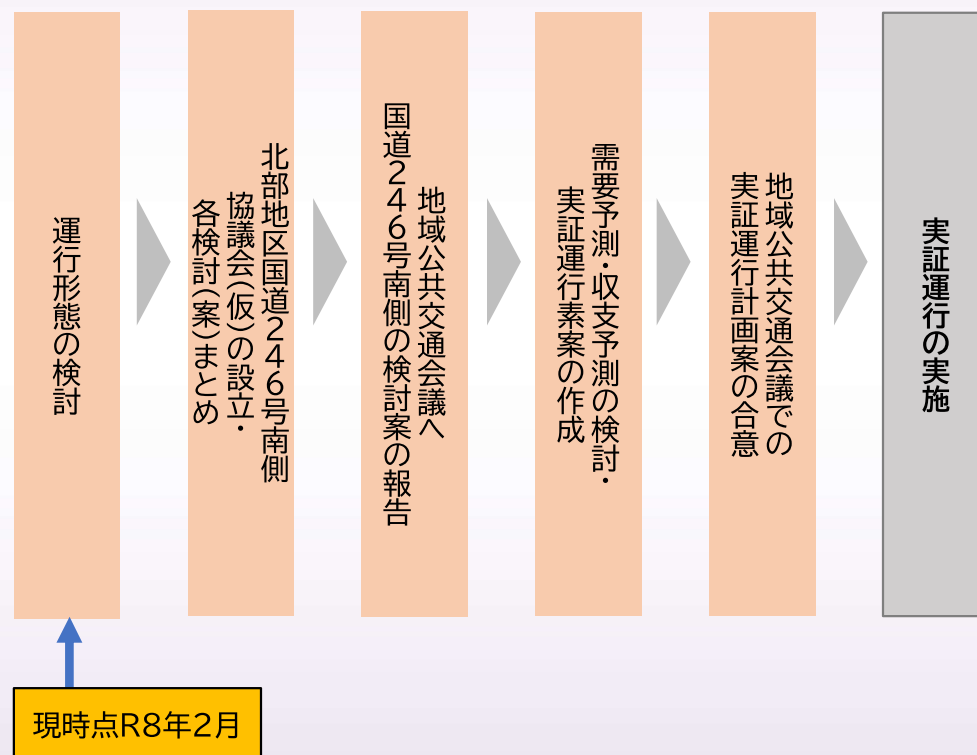 運行形態の検討
北部地区国道２４６号南側
協議会（仮）の設立・
各検討（案）まとめ
地域公共交通会議へ
国道２４６号南側の検討案の報告
需要予測・収支予測の検討・
実証運行素案の作成
地域公共交通会議での
実証運行計画案の合意
実証運行の実施
現時点R8年2月